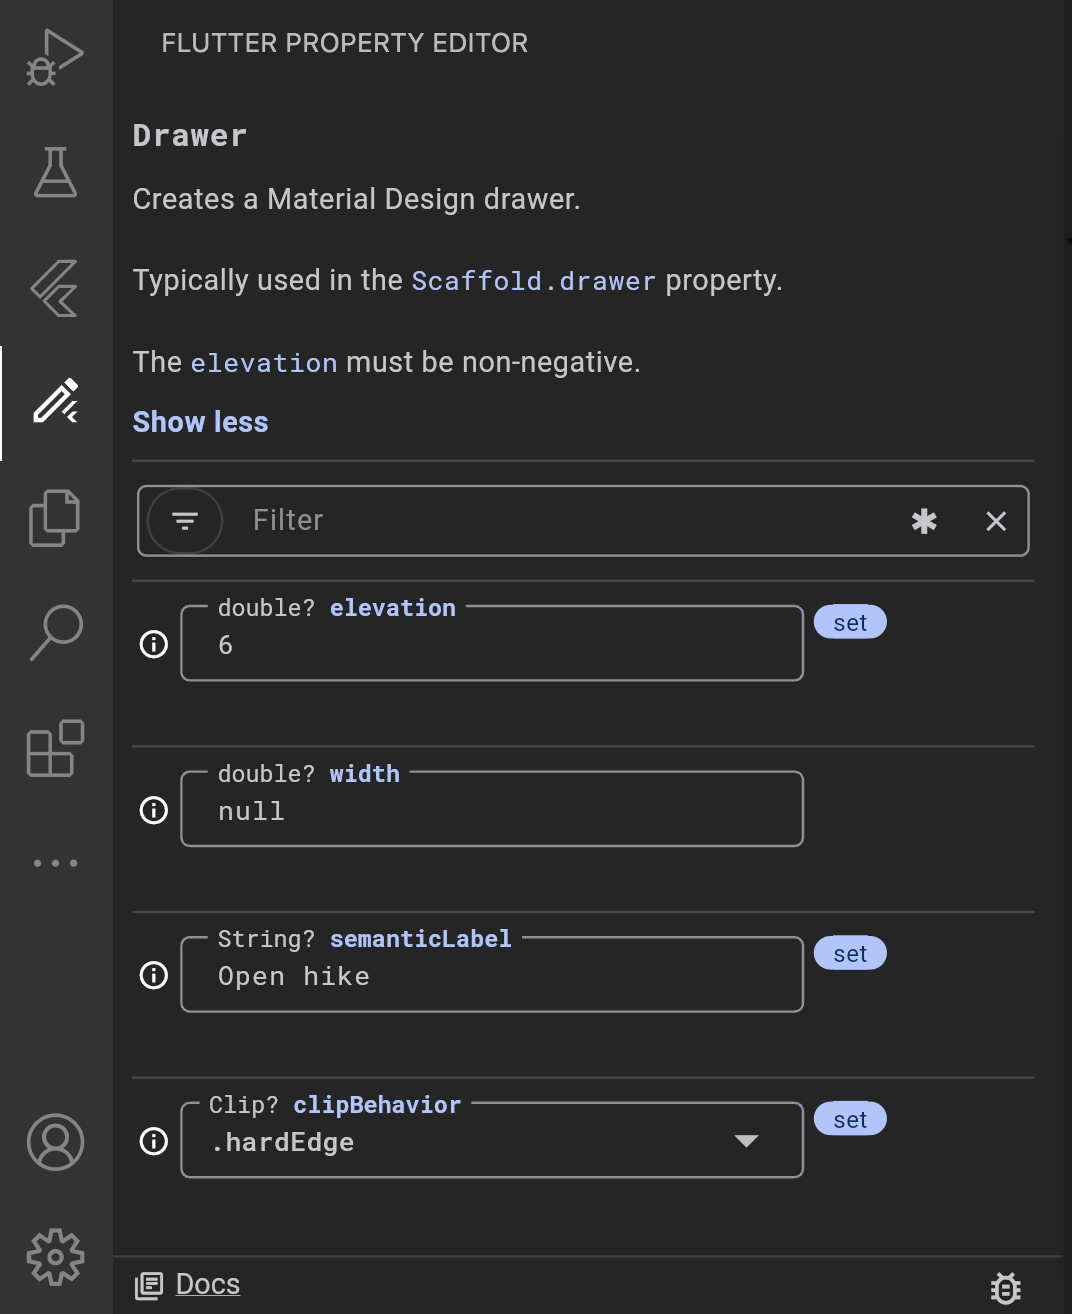 FLUTTER PROPERTY EDITOR
Drawer
Creates a Material Design drawer.
Typically used in the Scaffold.drawer property.
The elevation must be non-negative.
Show less
Filter
double? elevation
set
6
double? width
null
String? semanticLabel
set
Open hike
Clip? clipBehavior
set
.hardEdge
Docs